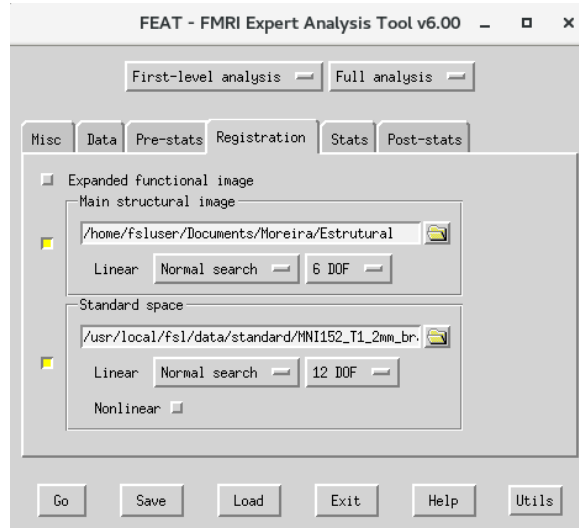 FEAT - FMRI Expert Analysis Tool v6.00
First-level analysis Full analysis
Misc Data Pre-stats Registration Stats Post-stats
Expanded functional image
Main structural image
/home/fsluser/Documents/Moreira/Estrutural
Linear Normal search 6 DOF
Standard space
/usr/local/fsl/data/standard/MNI152_T1_2mm_br
Linear Normal search 12 DOF
Nonlinear
Go Save Load Exit Help Utils